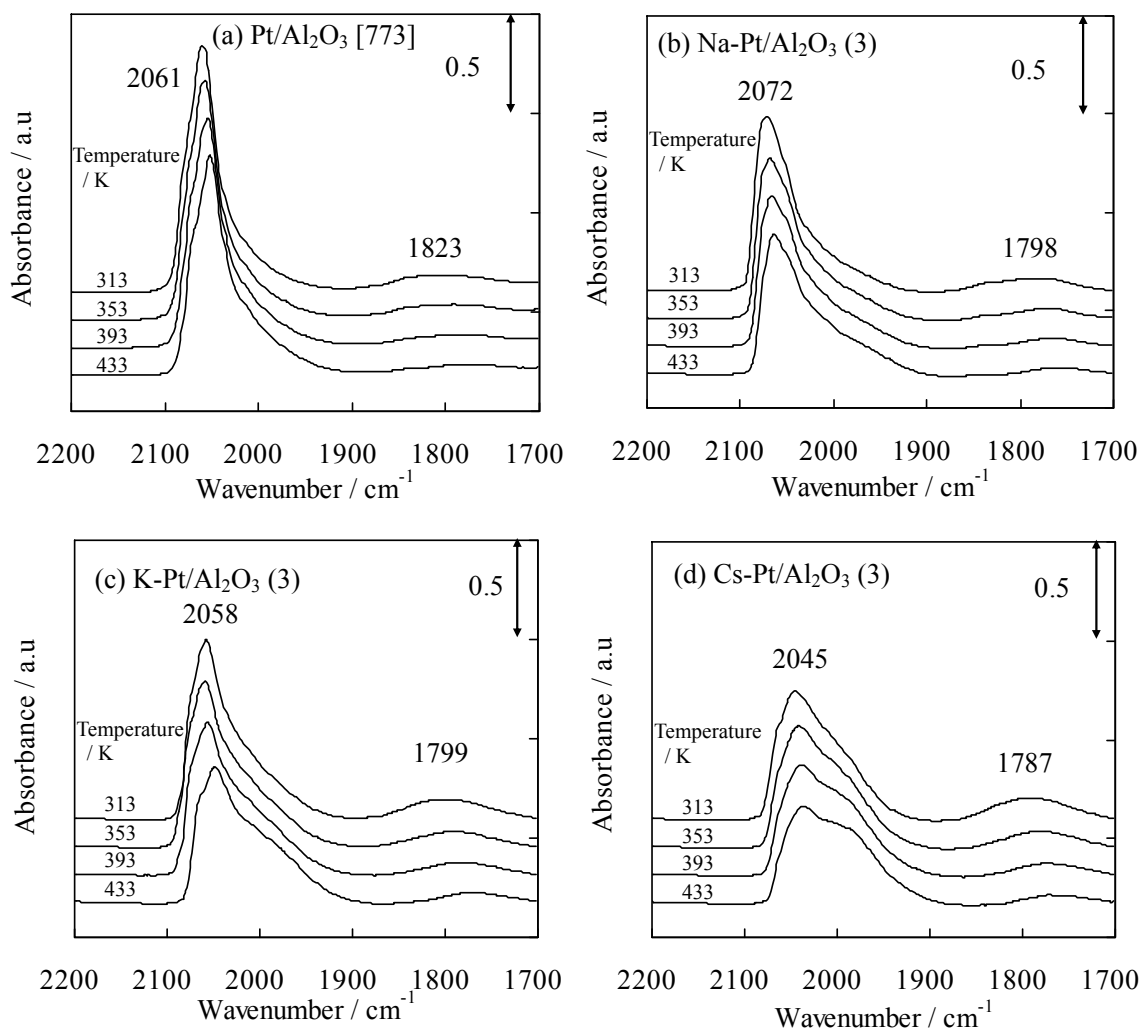 (a) Pt/Al₂O₃ [773]
2061
0.5
Temperature
/ K
1823
313
353
393
433
Absorbance / a.u
2200 2100 2000 1900 1800 1700
Wavenumber / cm⁻¹
(b) Na-Pt/Al₂O₃ (3)
2072
0.5
Temperature
/ K
1798
313
353
393
433
Absorbance / a.u
2200 2100 2000 1900 1800 1700
Wavenumber / cm⁻¹
(c) K-Pt/Al₂O₃ (3)
2058
0.5
Temperature
/ K
1799
313
353
393
433
Absorbance / a.u
2200 2100 2000 1900 1800 1700
Wavenumber / cm⁻¹
(d) Cs-Pt/Al₂O₃ (3)
2045
0.5
Temperature
/ K
1787
313
353
393
433
Absorbance / a.u
2200 2100 2000 1900 1800 1700
Wavenumber / cm⁻¹